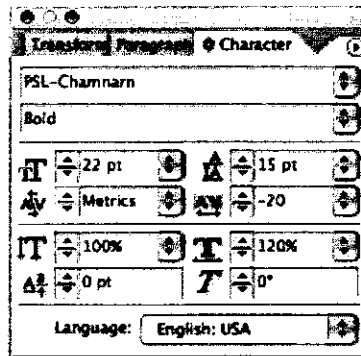 Transform Paragraph Character
PSL-Chamnarn
Bold
22 pt 15 pt
Metrics -20
100% 120%
0 pt 0°
Language: English: USA